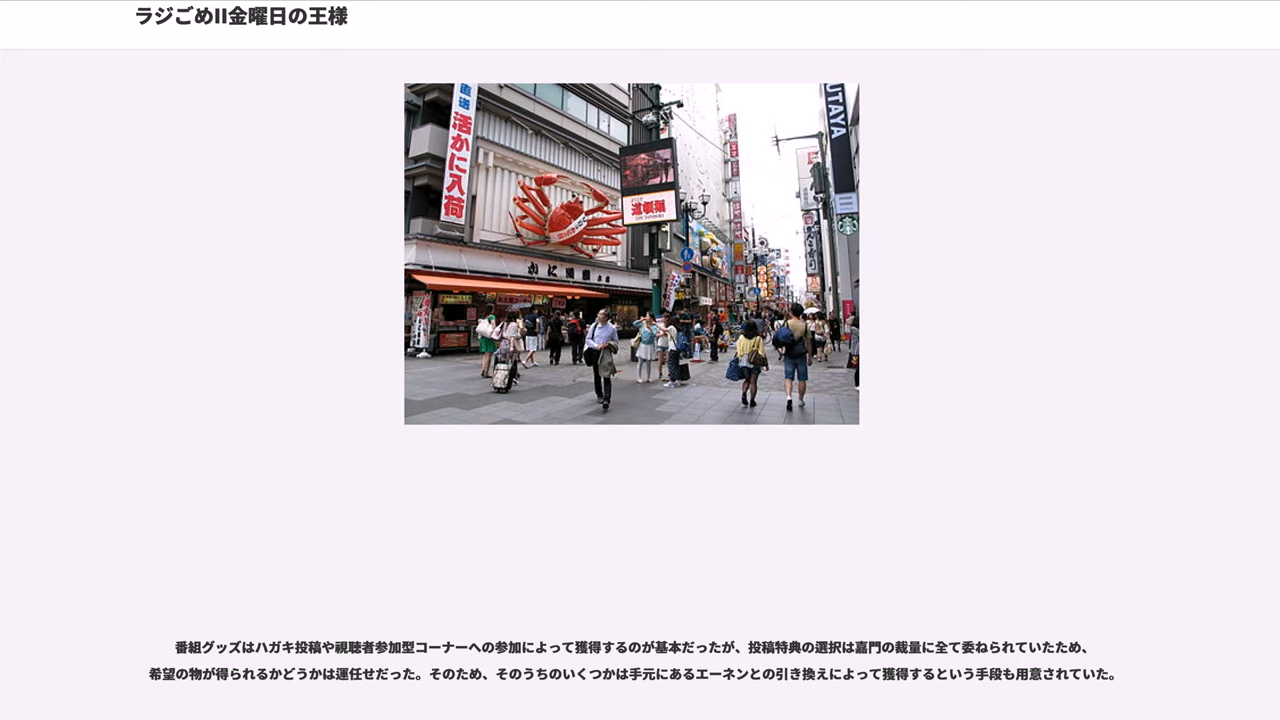 ラジごめII金曜日の王様
直送
活かに入荷
道頓堀
UTAYA
かに道楽
番組グッズはハガキ投稿や視聴者参加型コーナーへの参加によって獲得するのが基本だったが、投稿特典の選択は嘉門の裁量に全て委ねられていたため、
希望の物が得られるかどうかは運任せだった。そのため、そのうちのいくつかは手元にあるエーネンとの引き換えによって獲得するという手段も用意されていた。